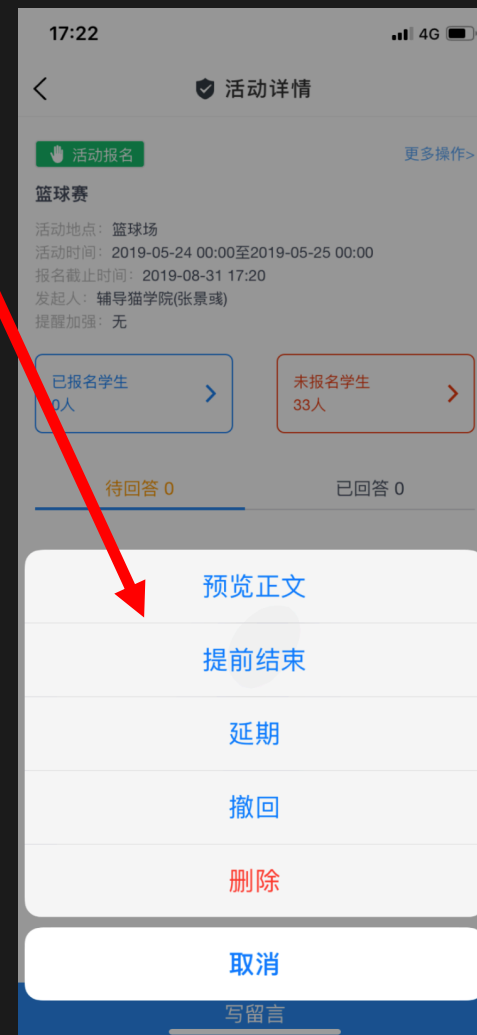 17:22 4G
活动详情
活动报名 更多操作>
篮球赛
活动地点：篮球场
活动时间：2019-05-24 00:00至2019-05-25 00:00
报名截止时间：2019-08-31 17:20
发起人：辅导猫学院(张景彧)
提醒加强：无
已报名学生 未报名学生
0人 33人
待回答 0 已回答 0
预览正文
提前结束
延期
撤回
删除
取消
写留言